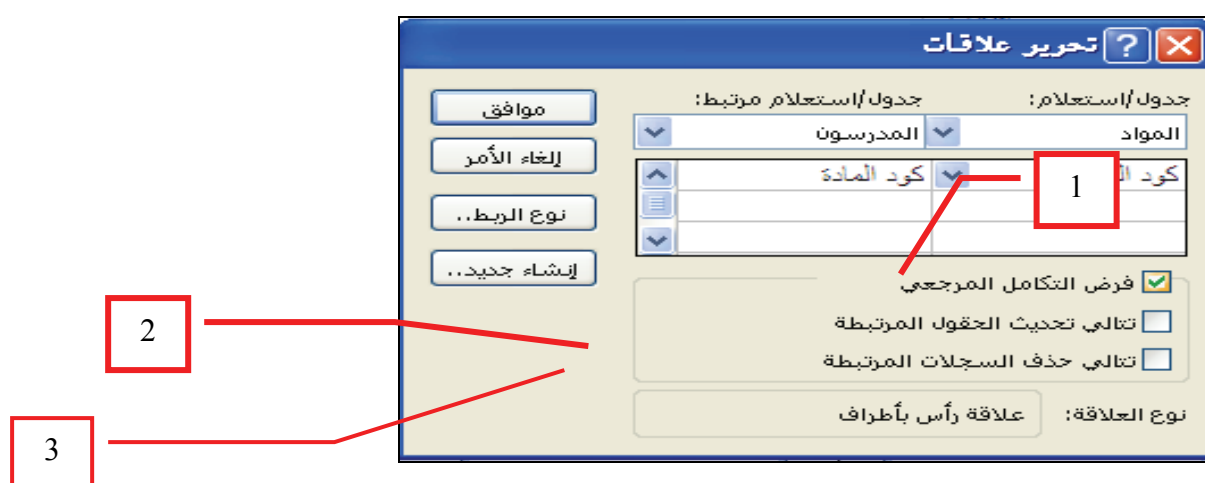 تحرير علاقات
جدول/استعلام: جدول/استعلام مرتبط:
المواد المدرسون
كود كود المادة
موافق
إلغاء الأمر
نوع الربط..
إنشاء جديد..
فرض التكامل المرجعي
تتالي تحديث الحقول المرتبطة
تتالي حذف السجلات المرتبطة
نوع العلاقة: علاقة رأس بأطراف
1
2
3